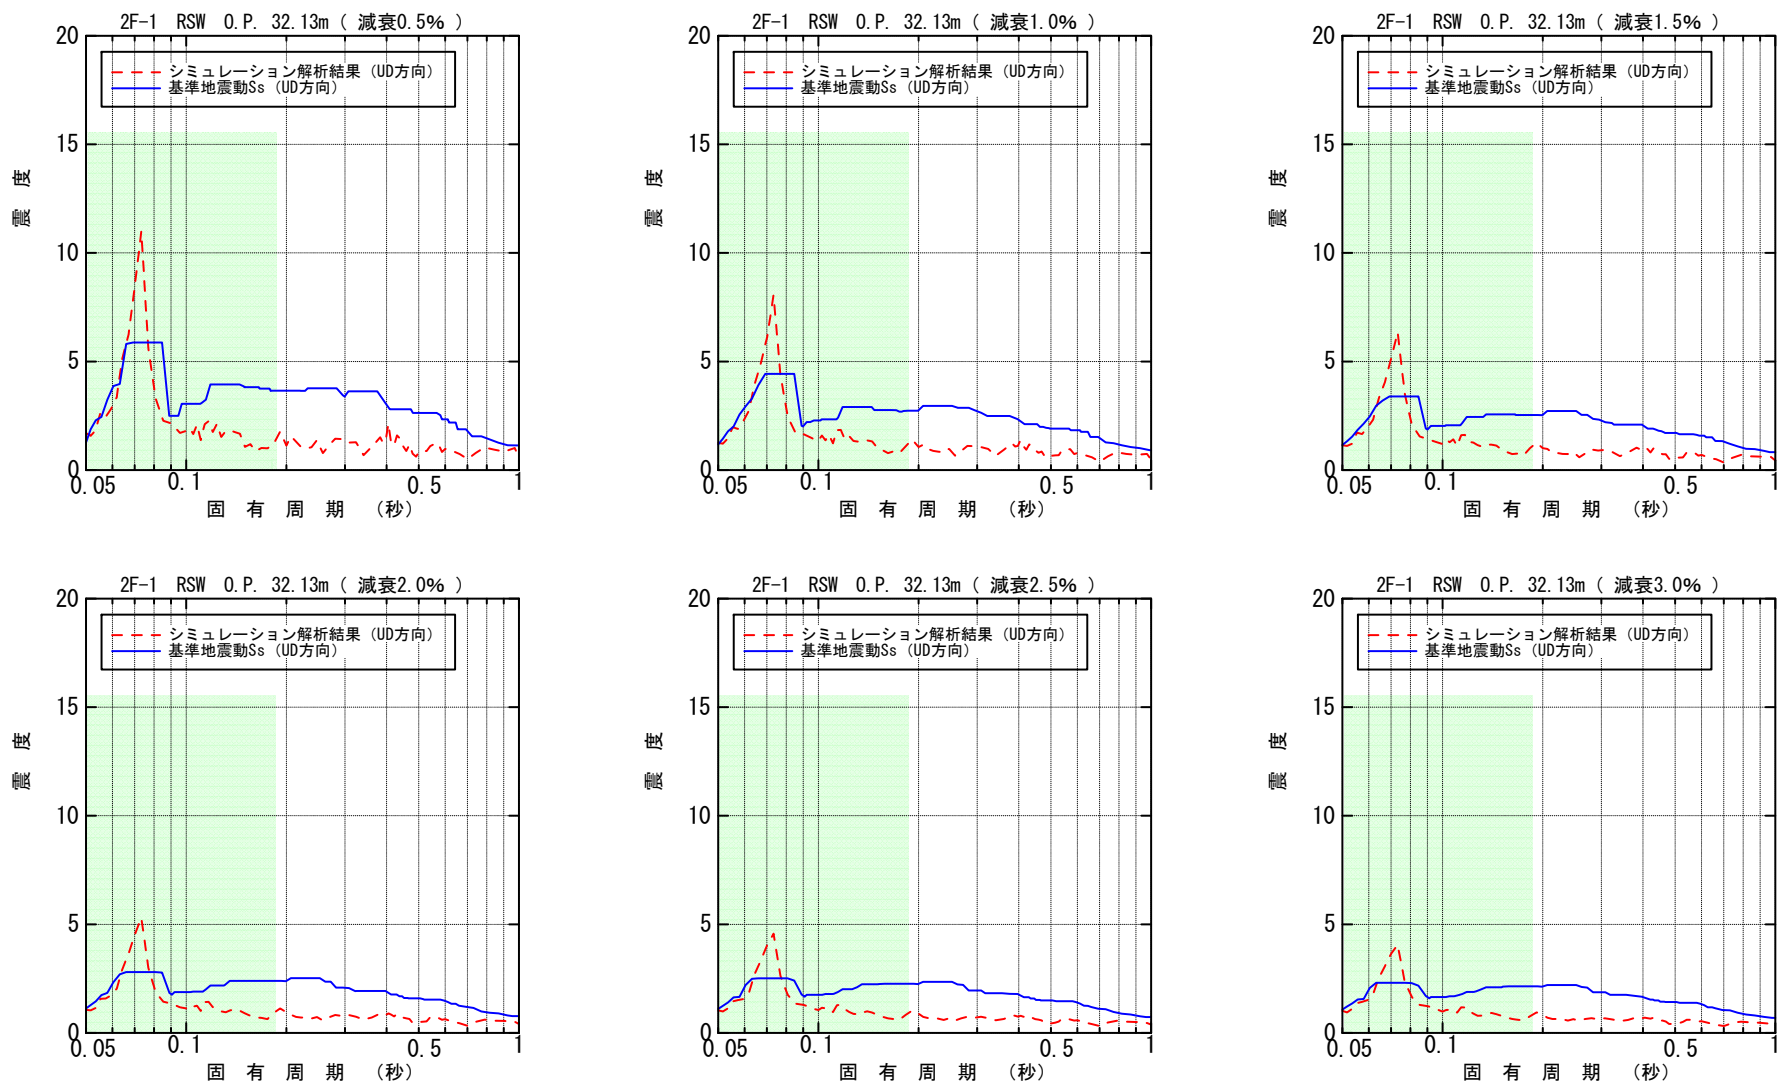 2F-1 RSW O.P. 32.13m ( 減衰0.5% )
20
15
10
5
0
震度
シミュレーション解析結果 (UD方向)
基準地震動Ss (UD方向)
0.05 0.1 0.5 1
固有周期 (秒)
2F-1 RSW O.P. 32.13m ( 減衰1.0% )
20
15
10
5
0
震度
シミュレーション解析結果 (UD方向)
基準地震動Ss (UD方向)
0.05 0.1 0.5 1
固有周期 (秒)
2F-1 RSW O.P. 32.13m ( 減衰1.5% )
20
15
10
5
0
震度
シミュレーション解析結果 (UD方向)
基準地震動Ss (UD方向)
0.05 0.1 0.5 1
固有周期 (秒)
2F-1 RSW O.P. 32.13m ( 減衰2.0% )
20
15
10
5
0
震度
シミュレーション解析結果 (UD方向)
基準地震動Ss (UD方向)
0.05 0.1 0.5 1
固有周期 (秒)
2F-1 RSW O.P. 32.13m ( 減衰2.5% )
20
15
10
5
0
震度
シミュレーション解析結果 (UD方向)
基準地震動Ss (UD方向)
0.05 0.1 0.5 1
固有周期 (秒)
2F-1 RSW O.P. 32.13m ( 減衰3.0% )
20
15
10
5
0
震度
シミュレーション解析結果 (UD方向)
基準地震動Ss (UD方向)
0.05 0.1 0.5 1
固有周期 (秒)